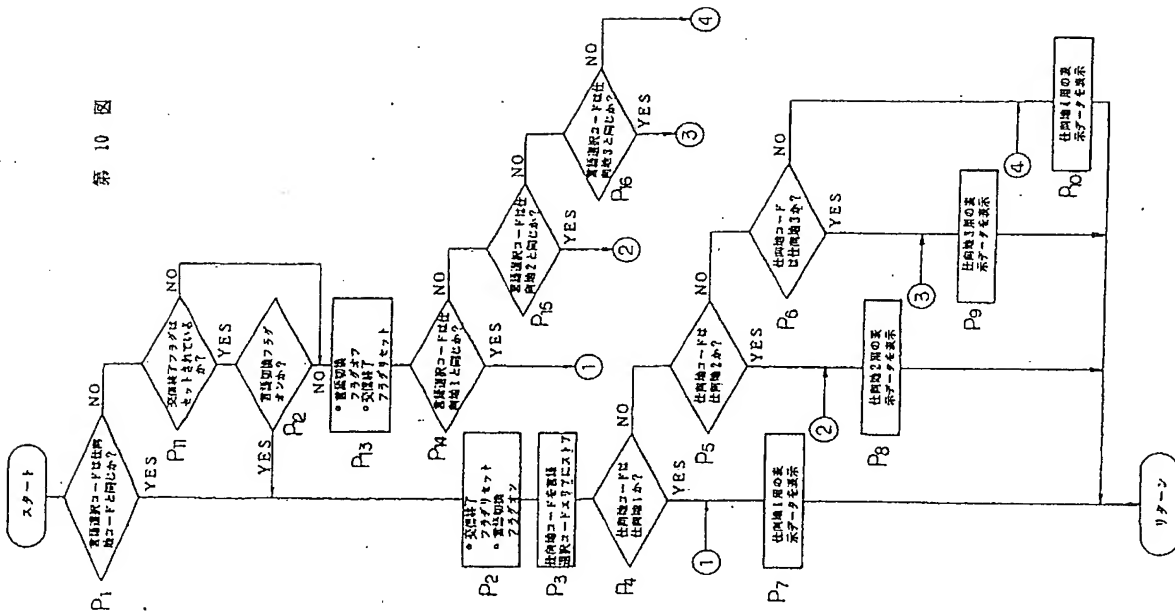 第 10 図
スタート
P1
言語選択コードは仕向
地コードと同じか?
NO
YES
P11
交信終了フラグは
セットされている
か?
NO
YES
P12
言語切換フラグ
オンか?
YES
NO
P13
• 言語切換
フラグオフ
• 交信終了
フラグリセット
P14
言語選択コードは仕
向地1と同じか?
NO
YES
①
P15
言語選択コードは仕
向地2と同じか?
NO
YES
②
P16
言語選択コードは仕
向地3と同じか?
NO
YES
③
④
P2
• 交信終了
フラグリセット
• 言語切換
フラグオン
P3
仕向地コードを言語
選択コードエリアにストア
P4
仕向地コードは
仕向地1か?
NO
YES
①
P5
仕向地コードは
仕向地2か?
NO
YES
②
P6
仕向地コード
は仕向地3か?
NO
YES
③
④
P7
仕向地1用の表
示データを表示
P8
仕向地2用の表
示データを表示
P9
仕向地3用の表
示データを表示
P10
仕向地4用の表
示データを表示
リターン